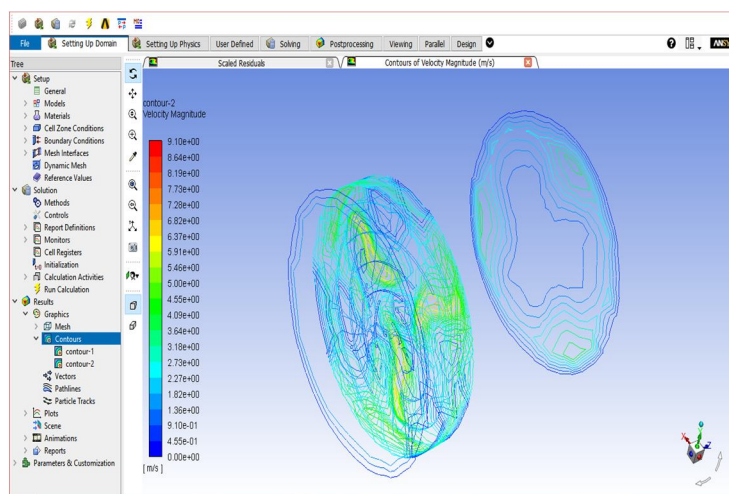 File
Setting Up Domain
Setting Up Physics
User Defined
Solving
Postprocessing
Viewing
Parallel
Design
ANSY
Tree
Scaled Residuals
Contours of Velocity Magnitude (m/s)
Setup
General
Models
Materials
Cell Zone Conditions
Boundary Conditions
Mesh Interfaces
Dynamic Mesh
Reference Values
Solution
Methods
Controls
Report Definitions
Monitors
Cell Registers
Initialization
Calculation Activities
Run Calculation
Results
Graphics
Mesh
Contours
contour-1
contour-2
Vectors
Pathlines
Particle Tracks
Plots
Scene
Animations
Reports
Parameters & Customization
contour-2
Velocity Magnitude
9.10e+00
8.64e+00
8.19e+00
7.73e+00
7.28e+00
6.82e+00
6.37e+00
5.91e+00
5.46e+00
5.00e+00
4.55e+00
4.09e+00
3.64e+00
3.18e+00
2.73e+00
2.27e+00
1.82e+00
1.36e+00
9.10e-01
4.55e-01
0.00e+00
[ m/s ]
X
Z